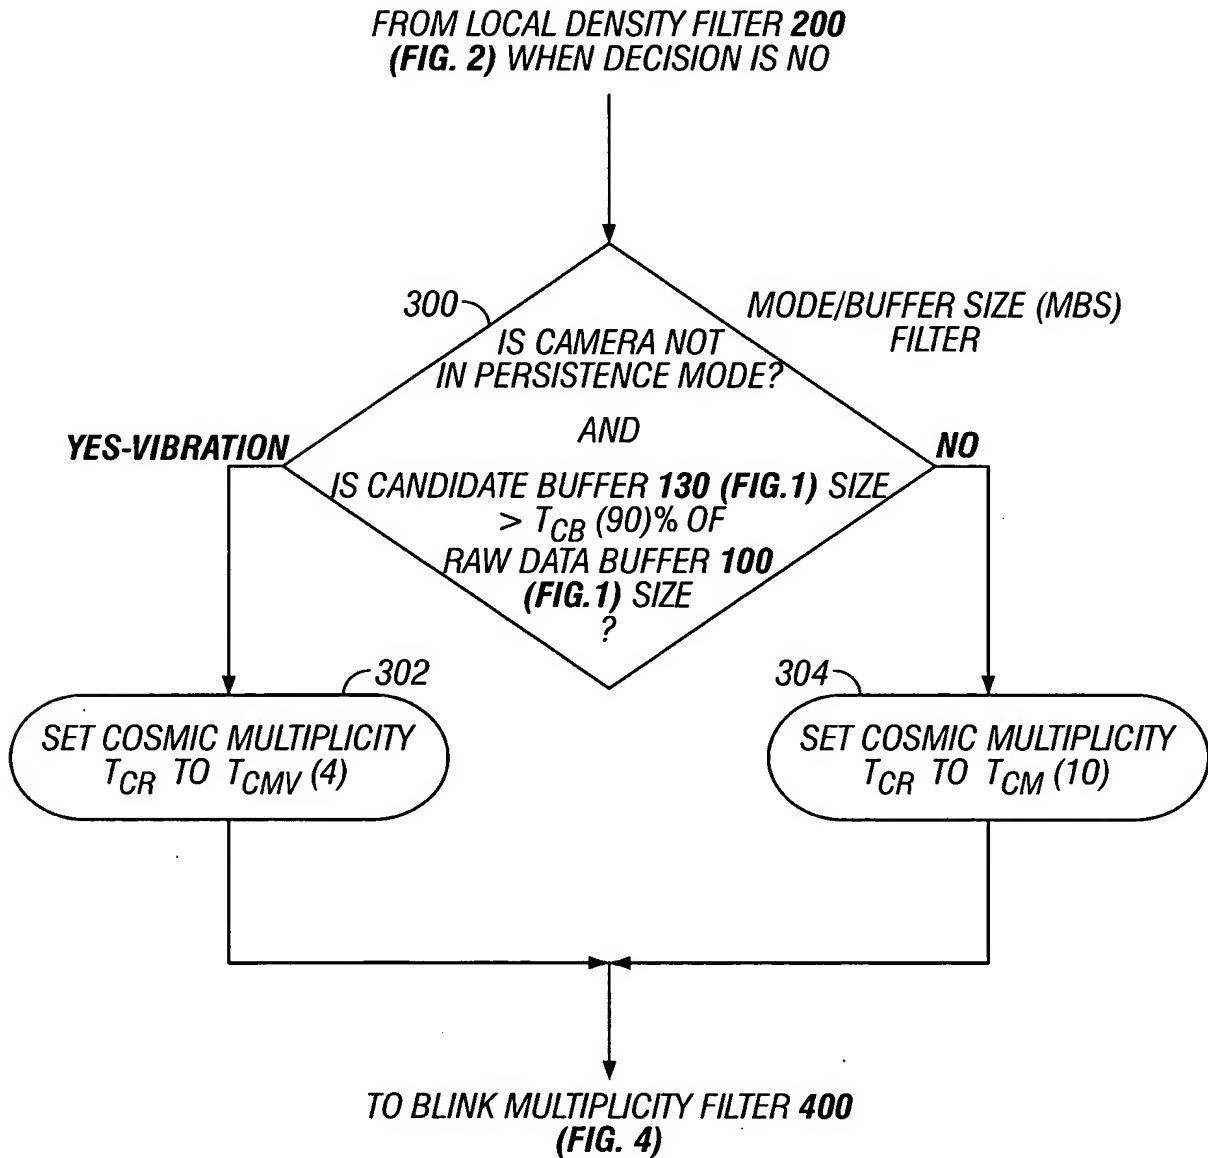 FROM LOCAL DENSITY FILTER 200
(FIG. 2) WHEN DECISION IS NO
300
MODE/BUFFER SIZE (MBS)
FILTER
IS CAMERA NOT
IN PERSISTENCE MODE?
AND
YES-VIBRATION
NO
IS CANDIDATE BUFFER 130 (FIG.1) SIZE
> TCB (90)% OF
RAW DATA BUFFER 100
(FIG.1) SIZE
?
302
SET COSMIC MULTIPLICITY
TCR TO TCMV (4)
304
SET COSMIC MULTIPLICITY
TCR TO TCM (10)
TO BLINK MULTIPLICITY FILTER 400
(FIG. 4)